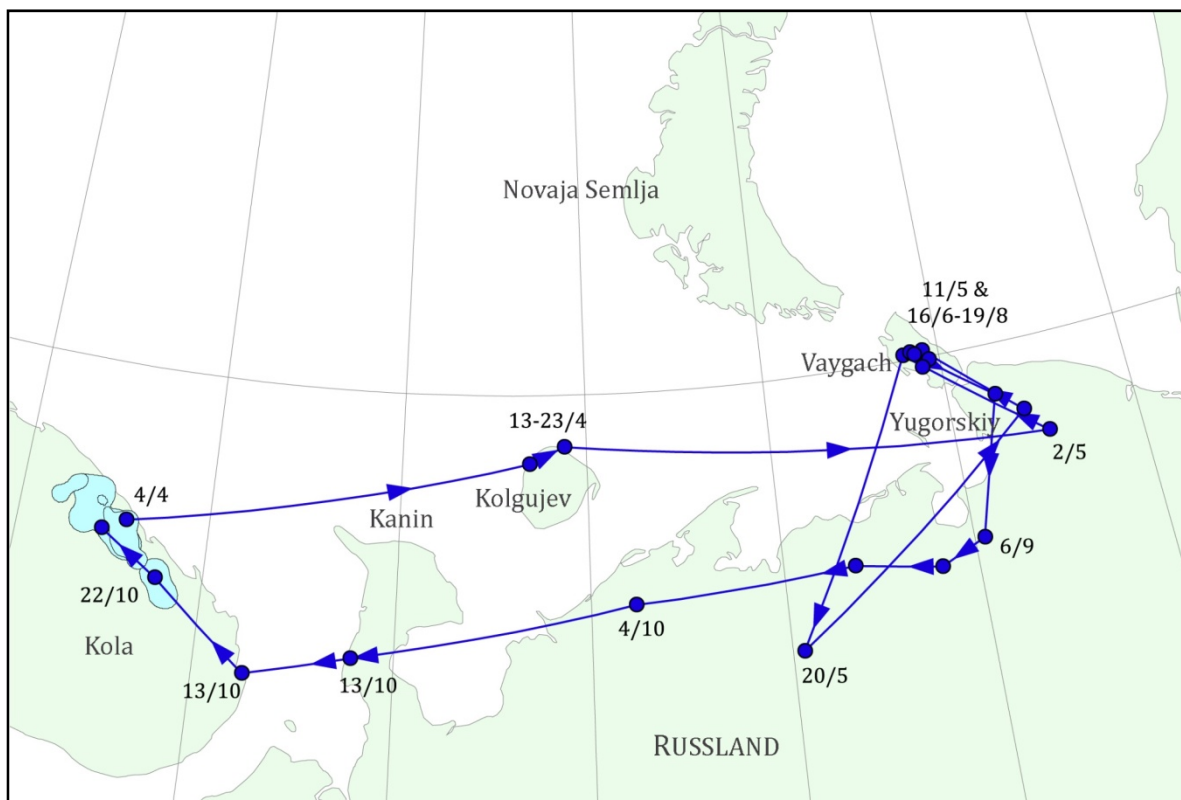 Novaja Semlja
11/5 &
16/6-19/8
Vaygach
13-23/4
Yugorskiy
2/5
Kolgujev
4/4
Kanin
6/9
22/10
4/10
Kola
13/10
13/10
20/5
RUSSLAND